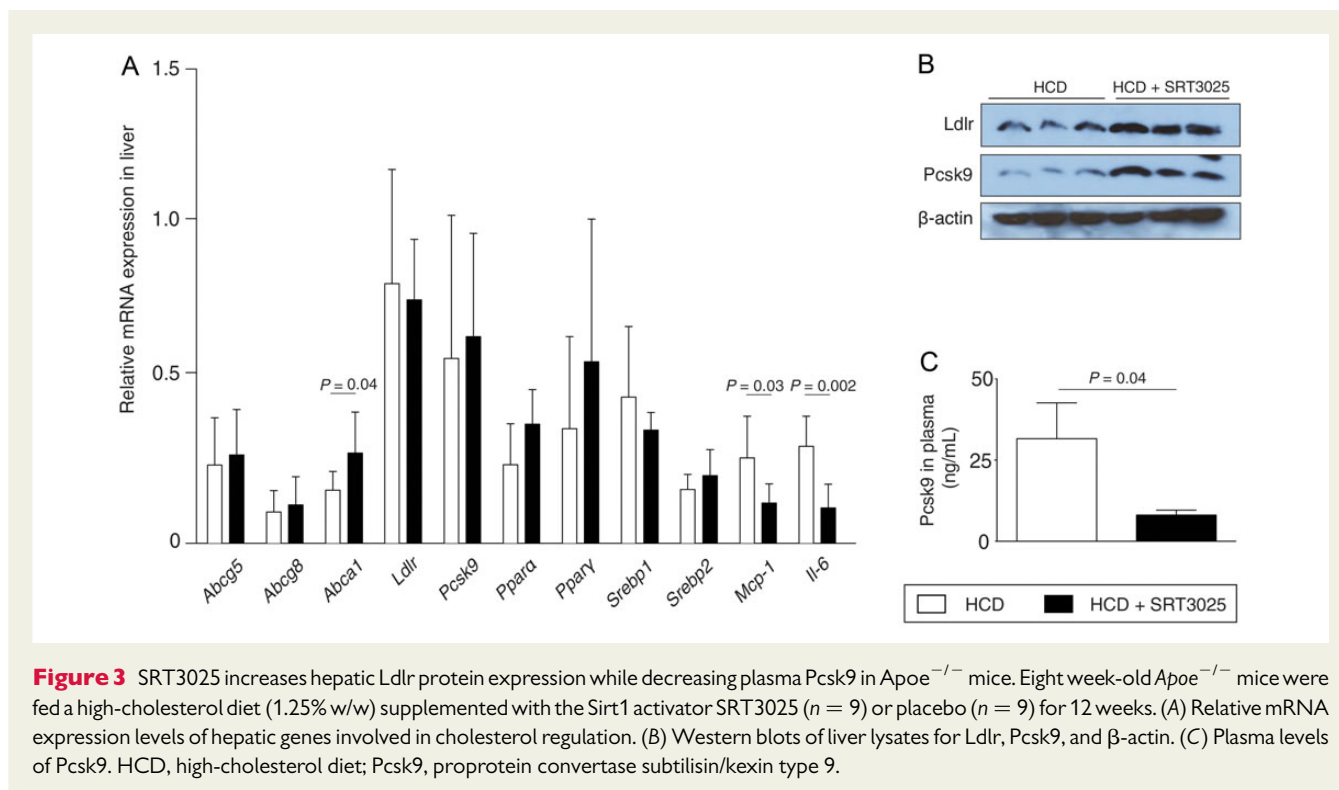 A
1.5
1.0
0.5
0
Relative mRNA expression in liver
P = 0.04
P = 0.03 P = 0.002
Abcg5 Abcg8 Abca1 Ldlr Pcsk9 Pparα Pparγ Srebp1 Srebp2 Mcp-1 Il-6
B
HCD HCD + SRT3025
Ldlr
Pcsk9
β-actin
C
50
25
0
Pcsk9 in plasma
(ng/mL)
P = 0.04
HCD HCD + SRT3025
Figure 3 SRT3025 increases hepatic Ldlr protein expression while decreasing plasma Pcsk9 in Apoe−/− mice. Eight week-old Apoe−/− mice were
fed a high-cholesterol diet (1.25% w/w) supplemented with the Sirt1 activator SRT3025 (n = 9) or placebo (n = 9) for 12 weeks. (A) Relative mRNA
expression levels of hepatic genes involved in cholesterol regulation. (B) Western blots of liver lysates for Ldlr, Pcsk9, and β-actin. (C) Plasma levels
of Pcsk9. HCD, high-cholesterol diet; Pcsk9, proprotein convertase subtilisin/kexin type 9.